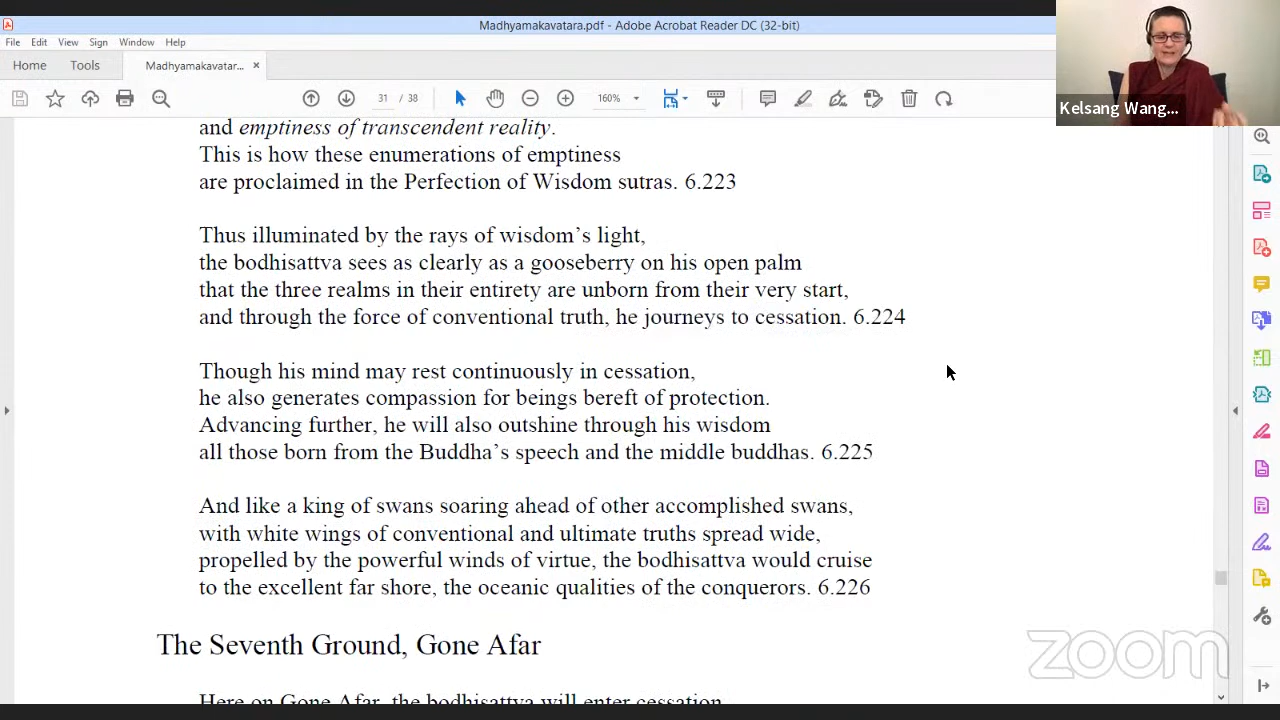 Madhyamakavatara.pdf - Adobe Acrobat Reader DC (32-bit)
File Edit View Sign Window Help
Home Tools Madhyamakavatar... ×
31 / 38 160%
Kelsang Wang...
and emptiness of transcendent reality.
This is how these enumerations of emptiness
are proclaimed in the Perfection of Wisdom sutras. 6.223
Thus illuminated by the rays of wisdom’s light,
the bodhisattva sees as clearly as a gooseberry on his open palm
that the three realms in their entirety are unborn from their very start,
and through the force of conventional truth, he journeys to cessation. 6.224
Though his mind may rest continuously in cessation,
he also generates compassion for beings bereft of protection.
Advancing further, he will also outshine through his wisdom
all those born from the Buddha’s speech and the middle buddhas. 6.225
And like a king of swans soaring ahead of other accomplished swans,
with white wings of conventional and ultimate truths spread wide,
propelled by the powerful winds of virtue, the bodhisattva would cruise
to the excellent far shore, the oceanic qualities of the conquerors. 6.226
The Seventh Ground, Gone Afar
Here on Gone Afar, the bodhisattva will enter cessation
zoom